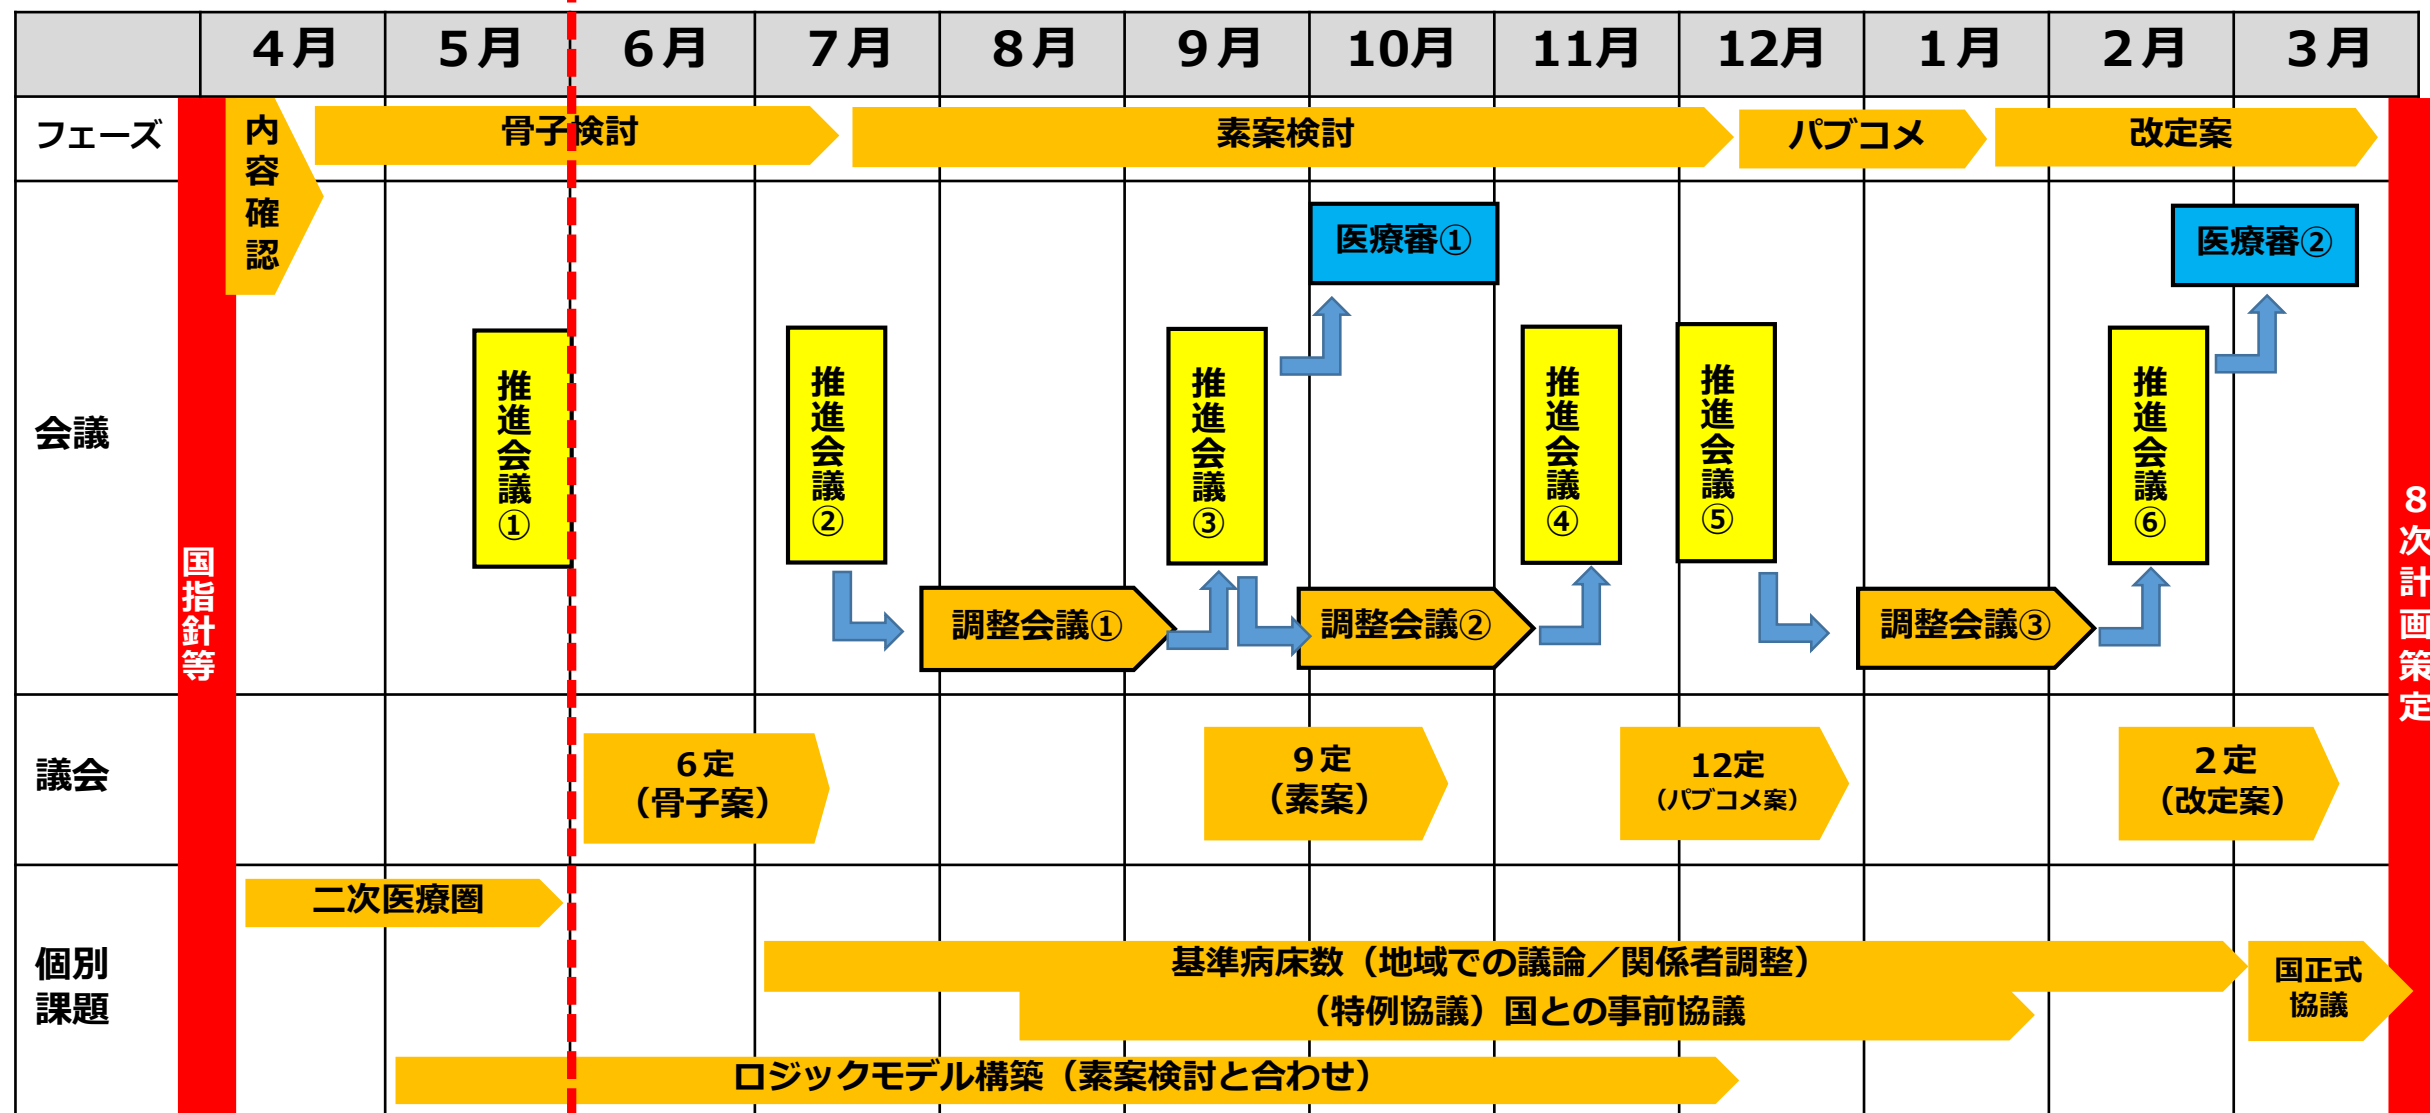 ４月 ５月 ６月 ７月 ８月 ９月 10月 11月 12月 １月 ２月 ３月
フェーズ
内容確認
骨子検討
素案検討
パブコメ
改定案
会議
医療審①
医療審②
推進会議①
推進会議②
推進会議③
推進会議④
推進会議⑤
推進会議⑥
調整会議①
調整会議②
調整会議③
国指針等
８次計画策定
議会
６定
（骨子案）
９定
（素案）
12定
（パブコメ案）
２定
（改定案）
個別
課題
二次医療圏
基準病床数（地域での議論／関係者調整）
（特例協議）国との事前協議
国正式
協議
ロジックモデル構築（素案検討と合わせ）